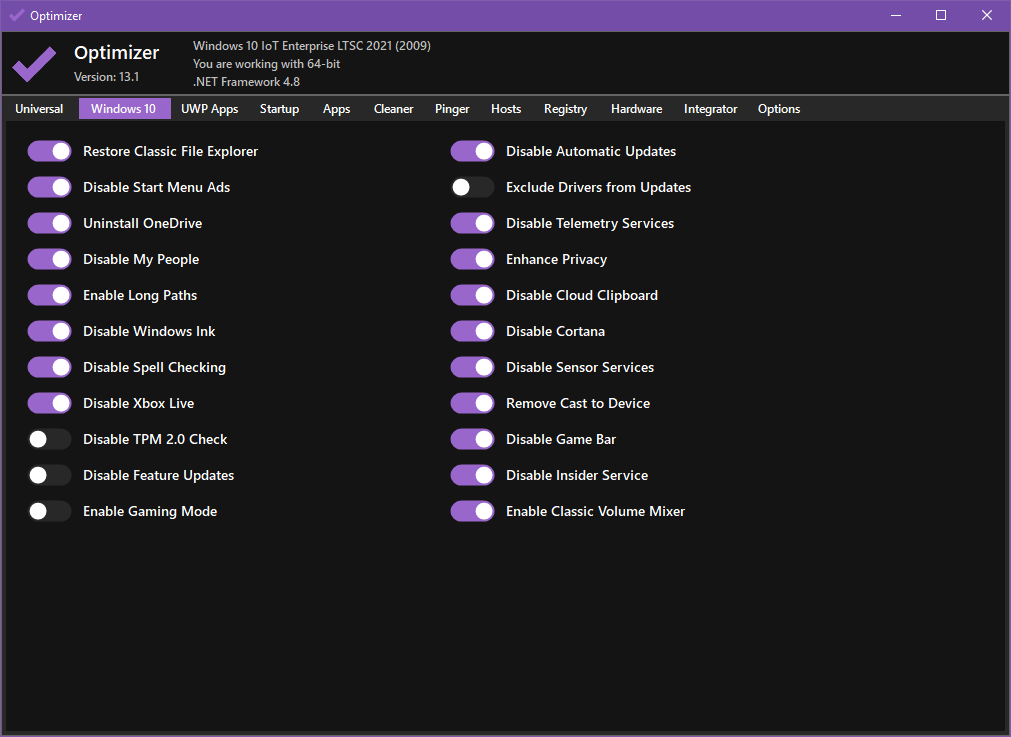 Optimizer
Optimizer
Version: 13.1
Windows 10 IoT Enterprise LTSC 2021 (2009)
You are working with 64-bit
.NET Framework 4.8
Universal Windows 10 UWP Apps Startup Apps Cleaner Pinger Hosts Registry Hardware Integrator Options
Restore Classic File Explorer
Disable Start Menu Ads
Uninstall OneDrive
Disable My People
Enable Long Paths
Disable Windows Ink
Disable Spell Checking
Disable Xbox Live
Disable TPM 2.0 Check
Disable Feature Updates
Enable Gaming Mode
Disable Automatic Updates
Exclude Drivers from Updates
Disable Telemetry Services
Enhance Privacy
Disable Cloud Clipboard
Disable Cortana
Disable Sensor Services
Remove Cast to Device
Disable Game Bar
Disable Insider Service
Enable Classic Volume Mixer